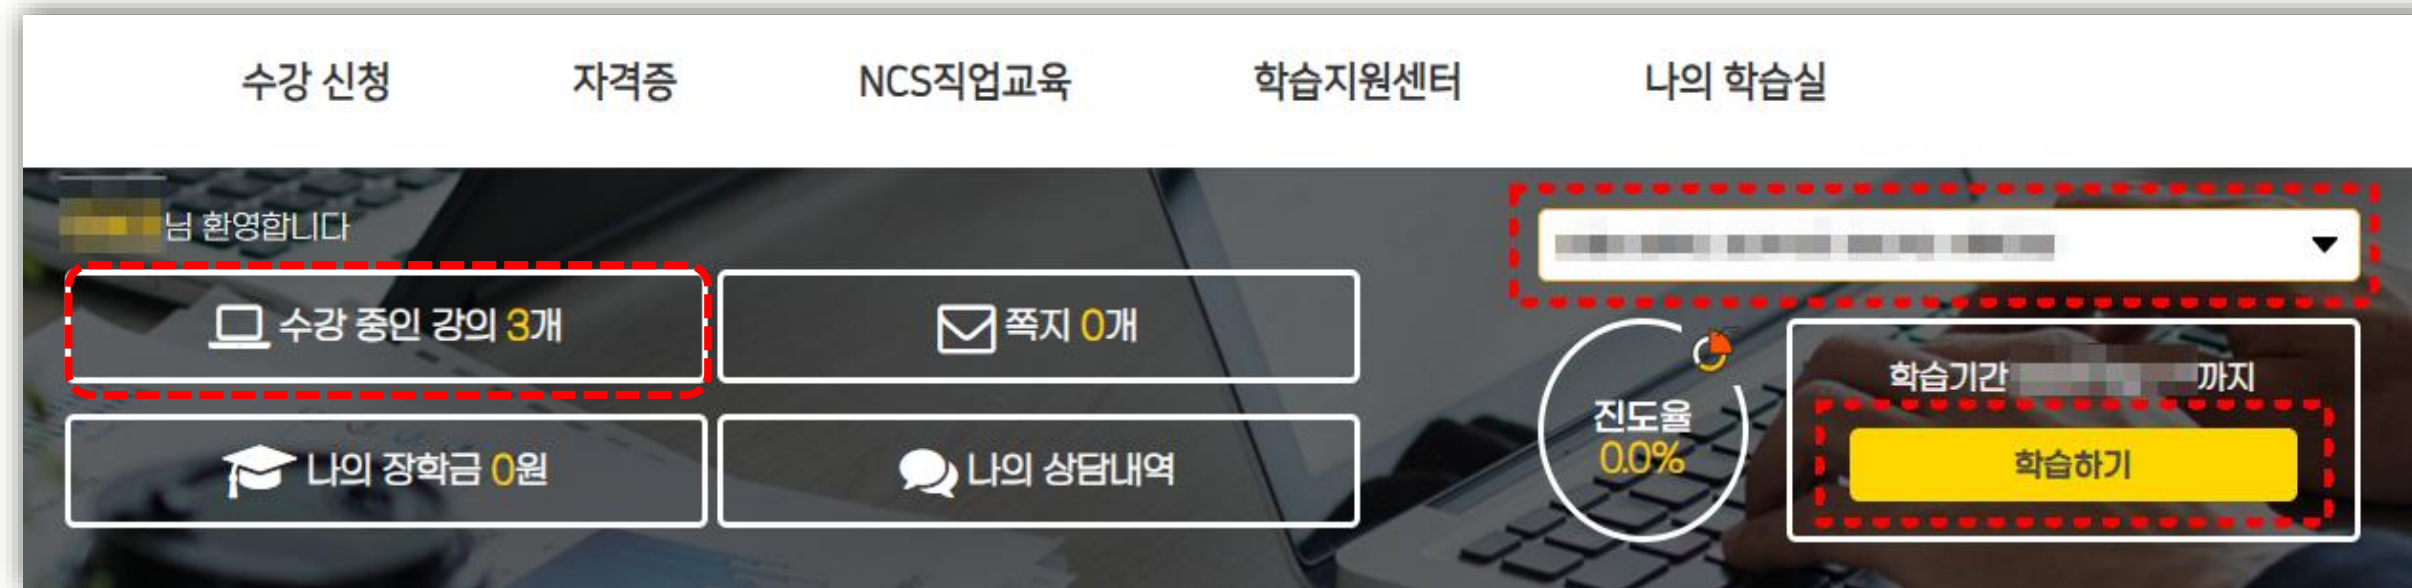 수강 신청 자격증 NCS직업교육 학습지원센터 나의 학습실
님 환영합니다
수강 중인 강의 3개
쪽지 0개
나의 장학금 0원
나의 상담내역
진도율
0.0%
학습기간 까지
학습하기